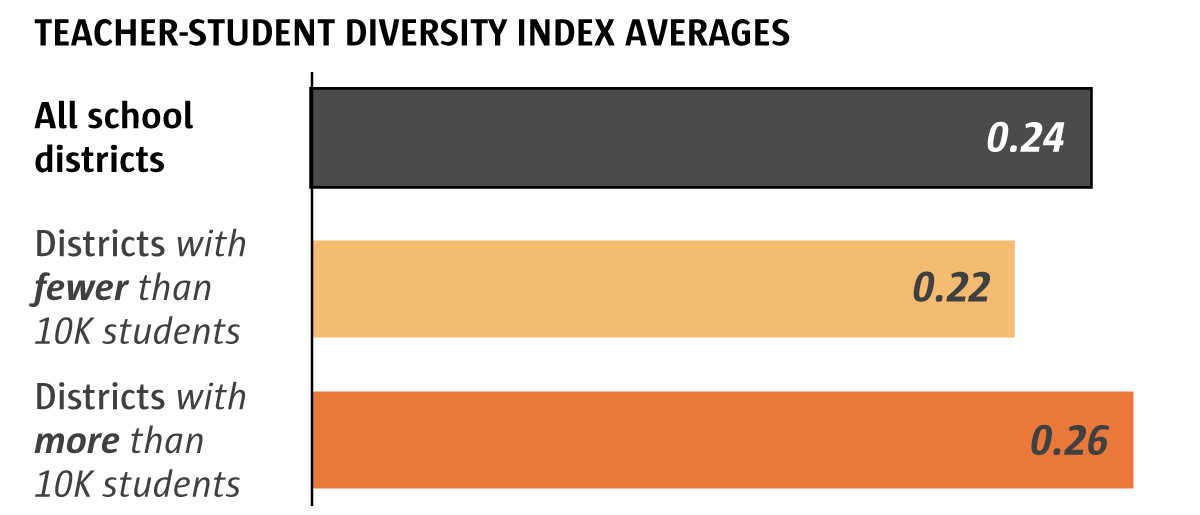 TEACHER-STUDENT DIVERSITY INDEX AVERAGES
All school
districts
0.24
Districts with
fewer than
10K students
0.22
Districts with
more than
10K students
0.26